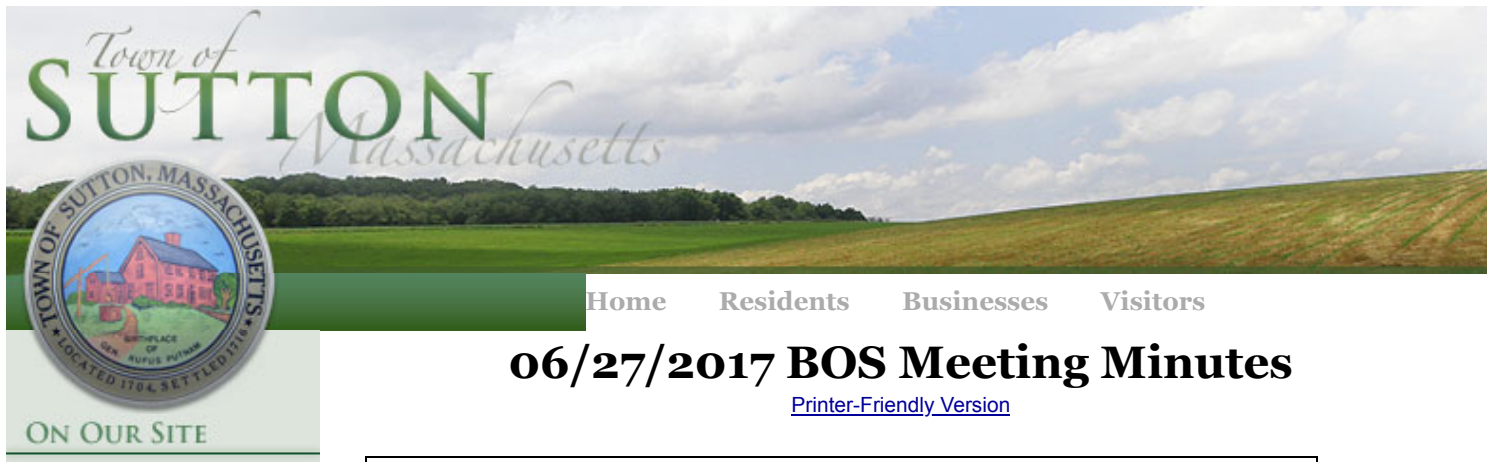 Town of
SUTTON
Massachusetts
TOWN OF SUTTON, MASSACHUSETTS
BIRTHPLACE
OF
GEN. RUFUS PUTNAM
LOCATED 1704, SETTLED 1716
Home Residents Businesses Visitors
06/27/2017 BOS Meeting Minutes
Printer-Friendly Version
ON OUR SITE